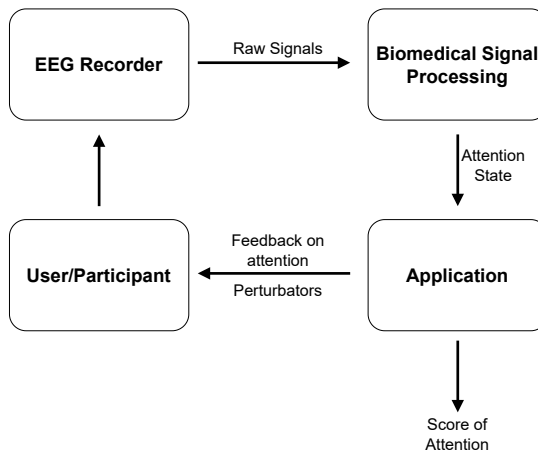 EEG Recorder
Raw Signals
Biomedical Signal
Processing
Attention
State
User/Participant
Feedback on
attention
Perturbators
Application
Score of
Attention